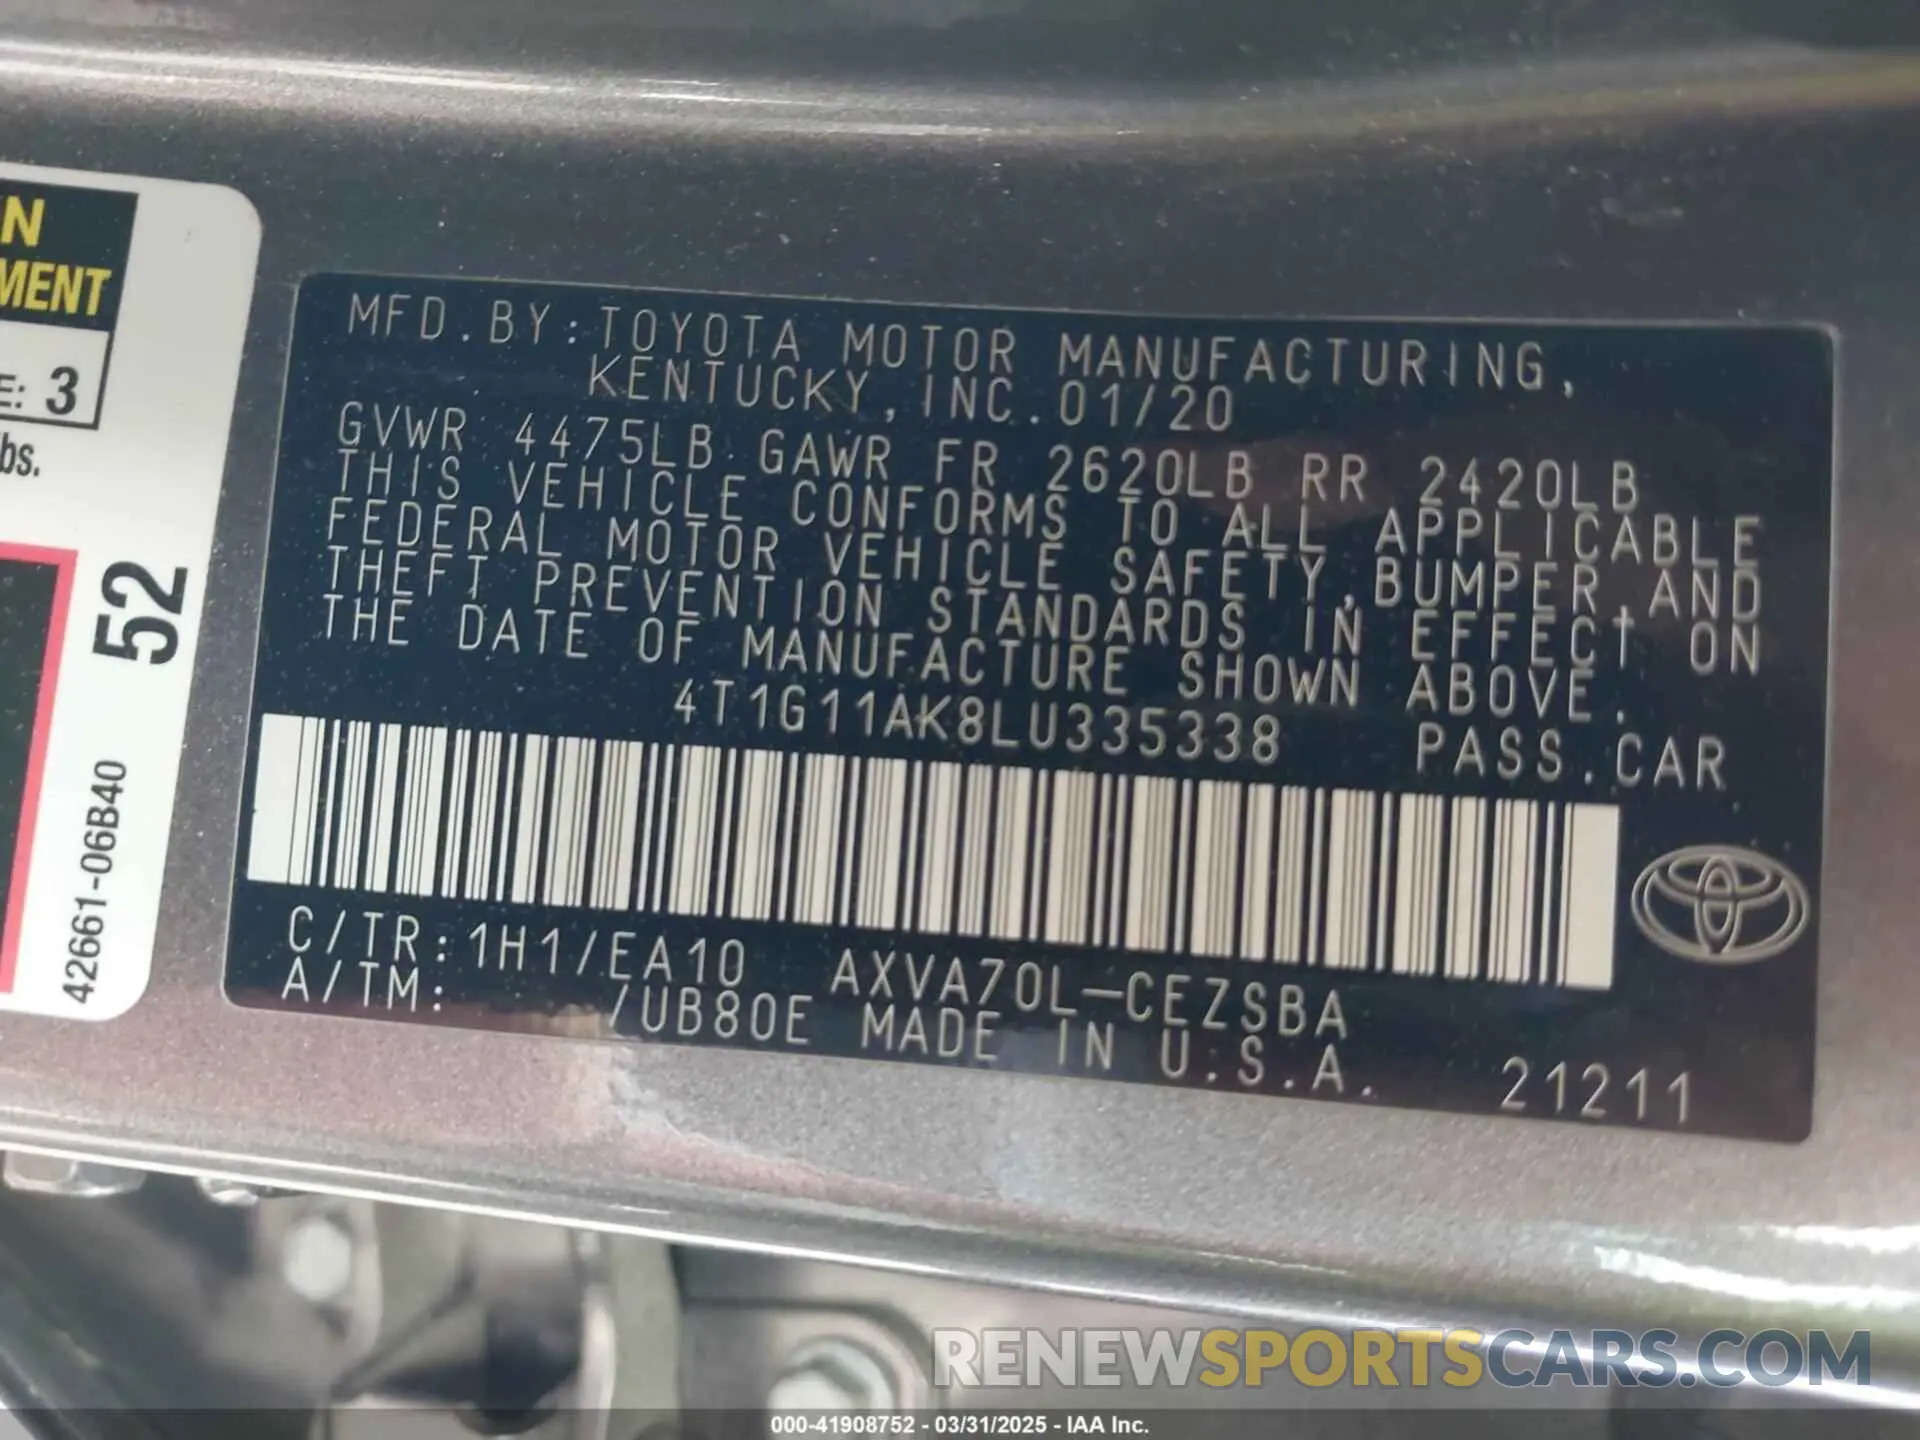 N
MENT
E: 3
bs.
52
42661-06B40
MFD.BY:TOYOTA MOTOR MANUFACTURING,
KENTUCKY,INC.01/20
GVWR 4475LB GAWR FR 2620LB RR 2420LB
THIS VEHICLE CONFORMS TO ALL APPLICABLE
FEDERAL MOTOR VEHICLE SAFETY,BUMPER,AND
THEFT PREVENTION STANDARDS IN EFFECT ON
THE DATE OF MANUFACTURE SHOWN ABOVE.
4T1G11AK8LU335338 PASS.CAR
C/TR:1H1/EA10 AXVA70L-CEZSBA
A/TM: /UB80E MADE IN U.S.A.
21211
RENEWSPORTSCARS.COM
000-41908752 - 03/31/2025 - IAA Inc.